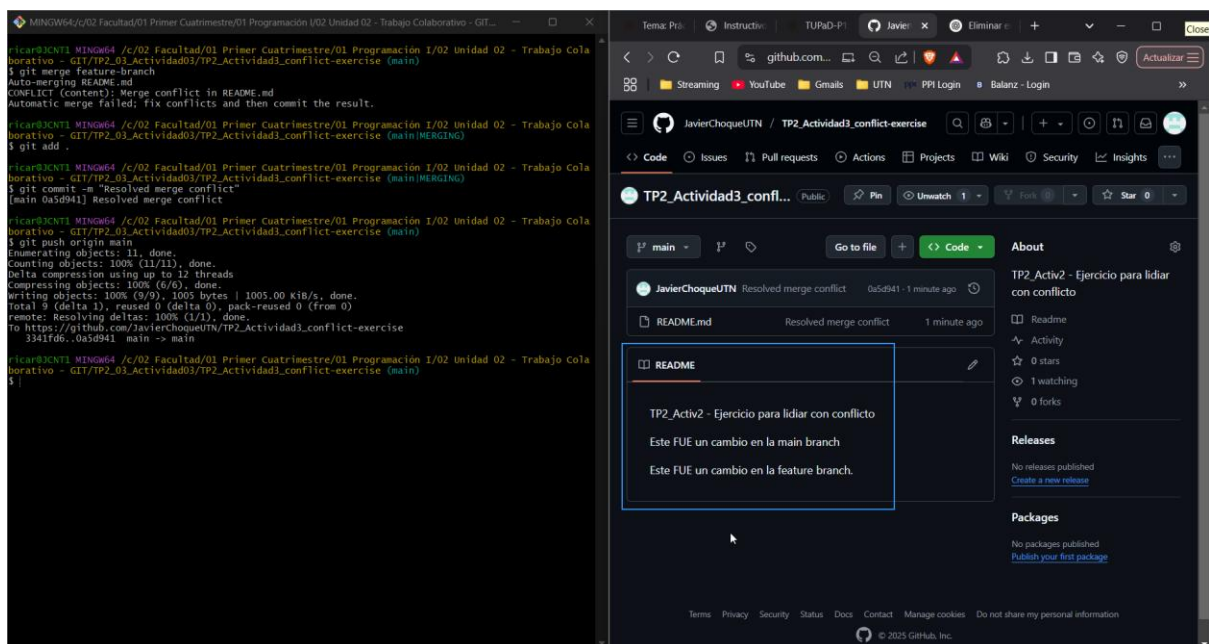 MINGW64:/c/02 Facultad/01 Primer Cuatrimestre/01 Programación I/02 Unidad 02 - Trabajo Colaborativo - GIT...
ricar@JCNT1 MINGW64 /c/02 Facultad/01 Primer Cuatrimestre/01 Programación I/02 Unidad 02 - Trabajo Cola
borativo - GIT/TP2_03_Actividad03/TP2_Actividad3_conflict-exercise (main)
$ git merge feature-branch
Auto-merging README.md
CONFLICT (content): Merge conflict in README.md
Automatic merge failed; fix conflicts and then commit the result.
ricar@JCNT1 MINGW64 /c/02 Facultad/01 Primer Cuatrimestre/01 Programación I/02 Unidad 02 - Trabajo Cola
borativo - GIT/TP2_03_Actividad03/TP2_Actividad3_conflict-exercise (main|MERGING)
$ git add .
ricar@JCNT1 MINGW64 /c/02 Facultad/01 Primer Cuatrimestre/01 Programación I/02 Unidad 02 - Trabajo Cola
borativo - GIT/TP2_03_Actividad03/TP2_Actividad3_conflict-exercise (main|MERGING)
$ git commit -m "Resolved merge conflict"
[main 0a5d941] Resolved merge conflict
ricar@JCNT1 MINGW64 /c/02 Facultad/01 Primer Cuatrimestre/01 Programación I/02 Unidad 02 - Trabajo Cola
borativo - GIT/TP2_03_Actividad03/TP2_Actividad3_conflict-exercise (main)
$ git push origin main
Enumerating objects: 11, done.
Counting objects: 100% (11/11), done.
Delta compression using up to 12 threads
Compressing objects: 100% (6/6), done.
Writing objects: 100% (9/9), 1005 bytes | 1005.00 KiB/s, done.
Total 9 (delta 1), reused 0 (delta 0), pack-reused 0 (from 0)
remote: Resolving deltas: 100% (1/1), done.
To https://github.com/JavierChoqueUTN/TP2_Actividad3_conflict-exercise
3341fd6..0a5d941 main -> main
ricar@JCNT1 MINGW64 /c/02 Facultad/01 Primer Cuatrimestre/01 Programación I/02 Unidad 02 - Trabajo Cola
borativo - GIT/TP2_03_Actividad03/TP2_Actividad3_conflict-exercise (main)
$
Tema: Prá Instructivo TUPaD-P1 Javier Eliminar e
Close
github.com... Actualizar
Streaming YouTube Gmails UTN PPI Login Balanz - Login
JavierChoqueUTN / TP2_Actividad3_conflict-exercise
Code Issues Pull requests Actions Projects Wiki Security Insights
TP2_Actividad3_confl... Public Pin Unwatch 1 Fork 0 Star 0
main Go to file Code
JavierChoqueUTN Resolved merge conflict 0a5d941 · 1 minute ago
README.md Resolved merge conflict 1 minute ago
README
TP2_Activ2 - Ejercicio para lidiar con conflicto
Este FUE un cambio en la main branch
Este FUE un cambio en la feature branch.
About
TP2_Activ2 - Ejercicio para lidiar
con conflicto
Readme
Activity
0 stars
1 watching
0 forks
Releases
No releases published
Create a new release
Packages
No packages published
Publish your first package
Terms Privacy Security Status Docs Contact Manage cookies Do not share my personal information
© 2025 GitHub, Inc.